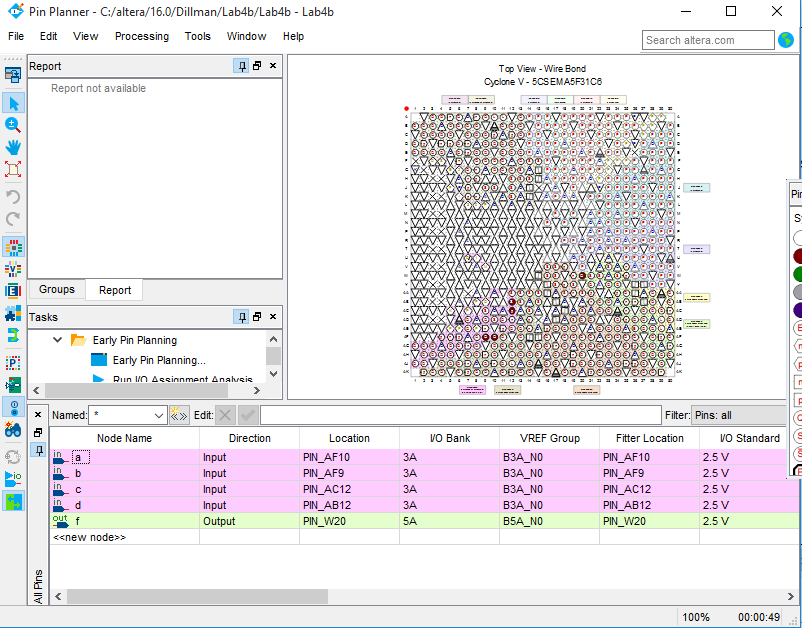 Pin Planner - C:/altera/16.0/Dillman/Lab4b/Lab4b - Lab4b
File Edit View Processing Tools Window Help
Search altera.com
Report
Report not available
Groups Report
Top View - Wire Bond
Cyclone V - 5CSEMA5F31C6
Tasks
Early Pin Planning
Early Pin Planning...
Run I/O Assignment Analysis
Named: * Edit: Filter: Pins: all
Node Name Direction Location I/O Bank VREF Group Fitter Location I/O Standard
in a Input PIN_AF10 3A B3A_N0 PIN_AF10 2.5 V
in b Input PIN_AF9 3A B3A_N0 PIN_AF9 2.5 V
in c Input PIN_AC12 3A B3A_N0 PIN_AC12 2.5 V
in d Input PIN_AB12 3A B3A_N0 PIN_AB12 2.5 V
out f Output PIN_W20 5A B5A_N0 PIN_W20 2.5 V
<<new node>>
All Pins
100% 00:00:49